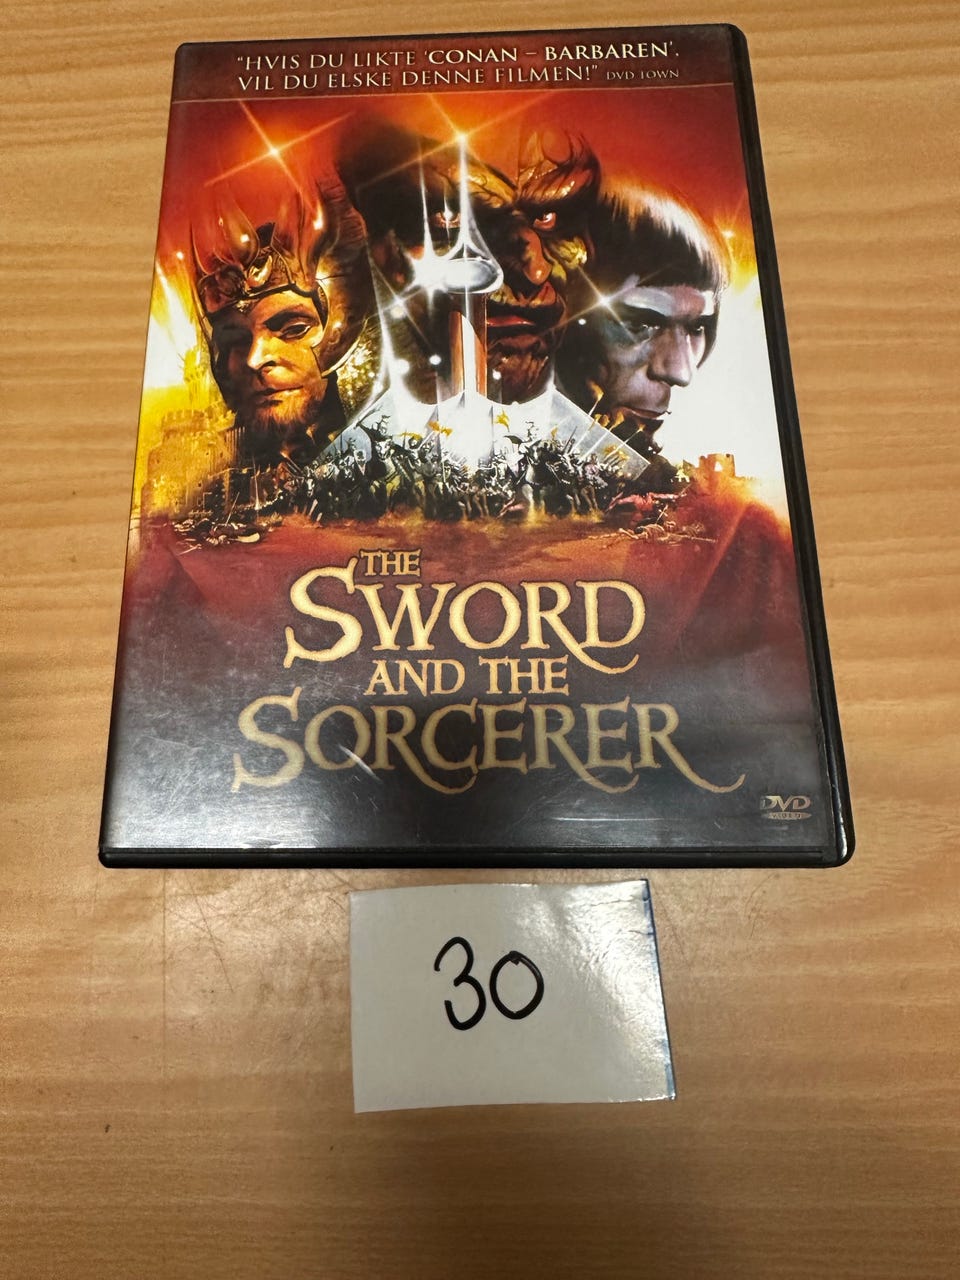 "HVIS DU LIKTE 'CONAN – BARBAREN'.
VIL DU ELSKE DENNE FILMEN!" DVD TOWN
THE
SWORD
AND THE
SORCERER
DVD
VIDEO
30